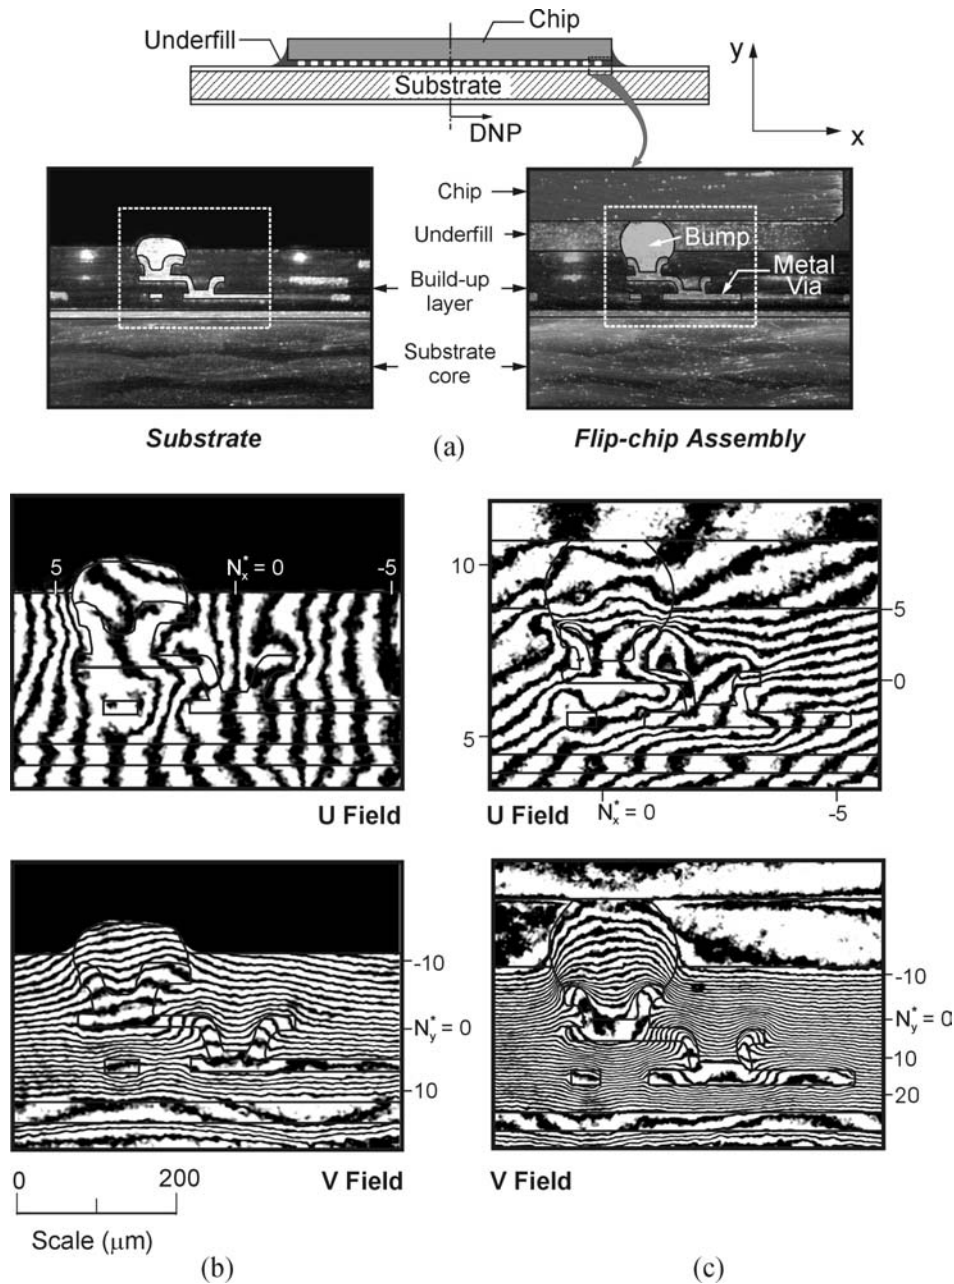 Chip
Underfill
Substrate
DNP
y
x
Chip
Underfill
Bump
Metal
Via
Build-up
layer
Substrate
core
Substrate
Flip-chip Assembly
(a)
5
N*x = 0
-5
10
5
-5
0
U Field
U Field
N*x = 0
-5
-10
N*y = 0
10
-10
N*y = 0
10
20
V Field
V Field
0
200
Scale (μm)
(b)
(c)